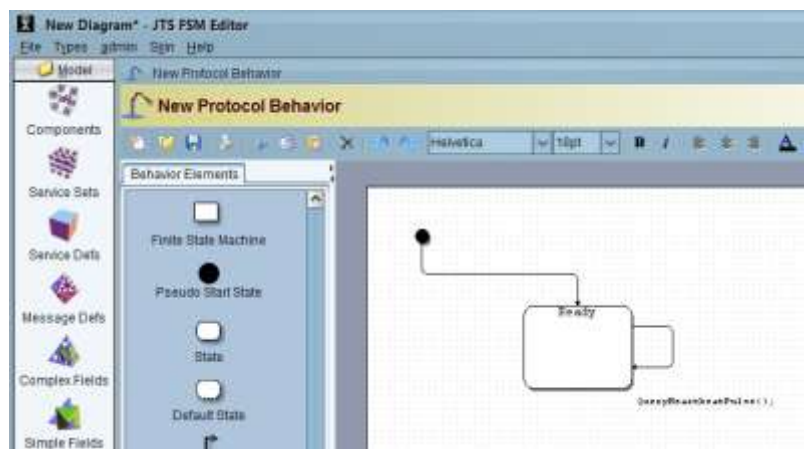 New Diagram* - JTS FSM Editor
File Types admin Spin Help
Model
New Protocol Behavior
New Protocol Behavior
Components
Helvetica 10pt B I A
Behavior Elements
Service Sets
Finite State Machine
Service Defs
Pseudo Start State
Message Defs
Ready
State
Complex Fields
Default State
Simple Fields